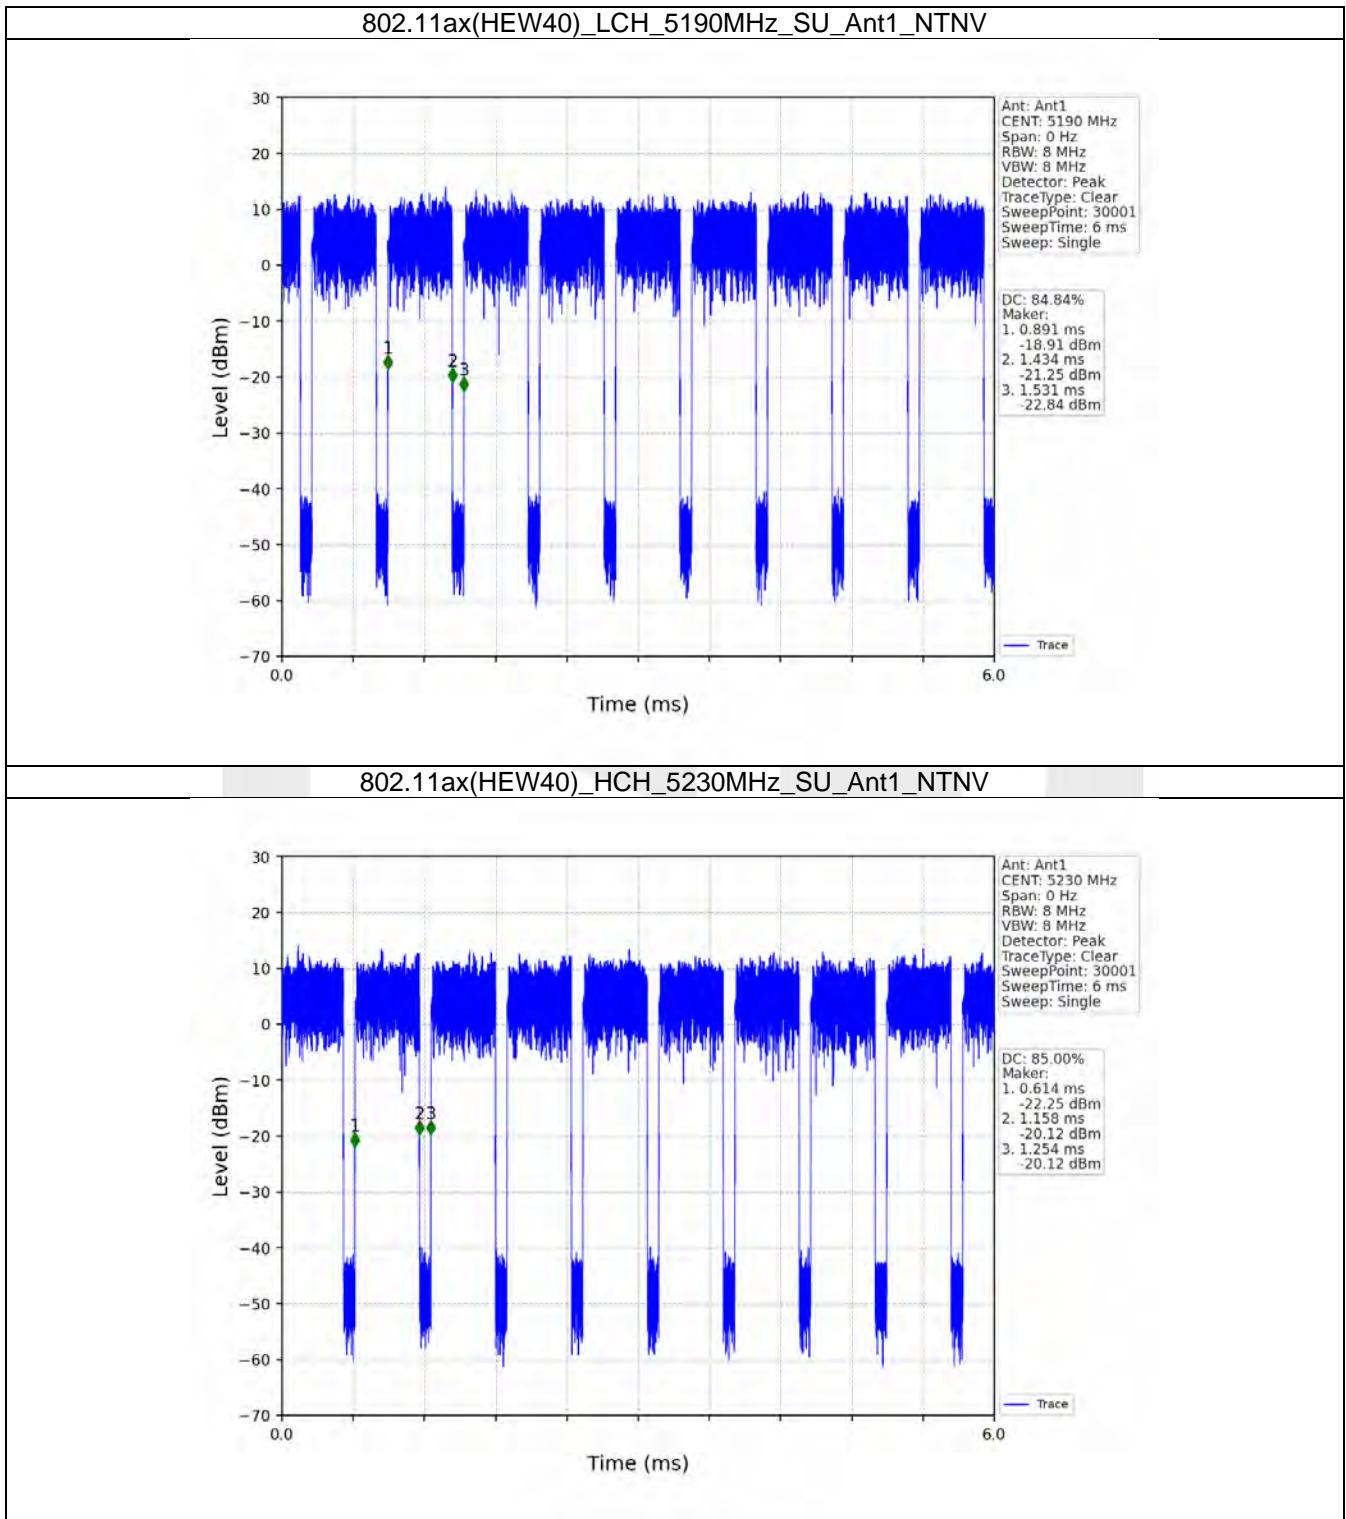 802.11ax(HEW40)_LCH_5190MHz_SU_Ant1_NTNV
30
20
10
0
−10
−20
−30
−40
−50
−60
−70
Level (dBm)
0.0
6.0
Time (ms)
1
2
3
Ant: Ant1
CENT: 5190 MHz
Span: 0 Hz
RBW: 8 MHz
VBW: 8 MHz
Detector: Peak
TraceType: Clear
SweepPoint: 30001
SweepTime: 6 ms
Sweep: Single
DC: 84.84%
Maker:
1. 0.891 ms
-18.91 dBm
2. 1.434 ms
-21.25 dBm
3. 1.531 ms
-22.84 dBm
Trace
802.11ax(HEW40)_HCH_5230MHz_SU_Ant1_NTNV
30
20
10
0
−10
−20
−30
−40
−50
−60
−70
Level (dBm)
0.0
6.0
Time (ms)
1
2
3
Ant: Ant1
CENT: 5230 MHz
Span: 0 Hz
RBW: 8 MHz
VBW: 8 MHz
Detector: Peak
TraceType: Clear
SweepPoint: 30001
SweepTime: 6 ms
Sweep: Single
DC: 85.00%
Maker:
1. 0.614 ms
-22.25 dBm
2. 1.158 ms
-20.12 dBm
3. 1.254 ms
-20.12 dBm
Trace